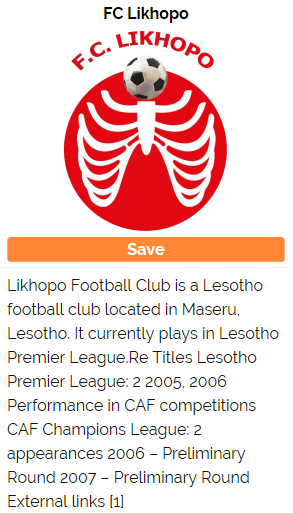 FC Likhopo
F.C. LIKHOPO
Save
Likhopo Football Club is a Lesotho
football club located in Maseru,
Lesotho. It currently plays in Lesotho
Premier League.Re Titles Lesotho
Premier League: 2 2005, 2006
Performance in CAF competitions
CAF Champions League: 2
appearances 2006 – Preliminary
Round 2007 – Preliminary Round
External links [1]